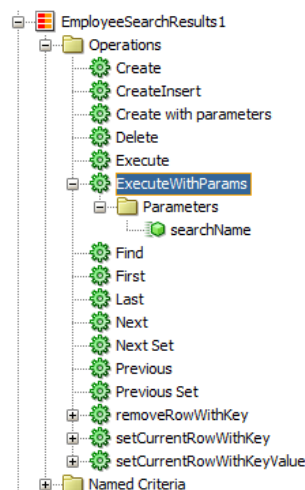 EmployeeSearchResults1
Operations
Create
CreateInsert
Create with parameters
Delete
Execute
ExecuteWithParams
Parameters
searchName
Find
First
Last
Next
Next Set
Previous
Previous Set
removeRowWithKey
setCurrentRowWithKey
setCurrentRowWithKeyValue
Named Criteria